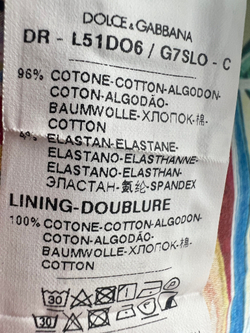 DOLCE & GABBANA
DR - L51DO6 / G7SLO - C
96% COTONE-COTTON-ALGODON-
COTON-ALGODÃO-
BAUMWOLLE-ХЛОПОК-棉-
COTTON
4% ELASTAN-ELASTANE-
ELASTANO-ELASTHANNE-
ELASTANO-ELASTHAN-
ЭЛАСТАН-氨纶-SPANDEX
LINING-DOUBLURE
100% COTONE-COTTON-ALGODON-
COTON-ALGODÃO-
BAUMWOLLE-ХЛОПОК-棉-
COTTON
30
30